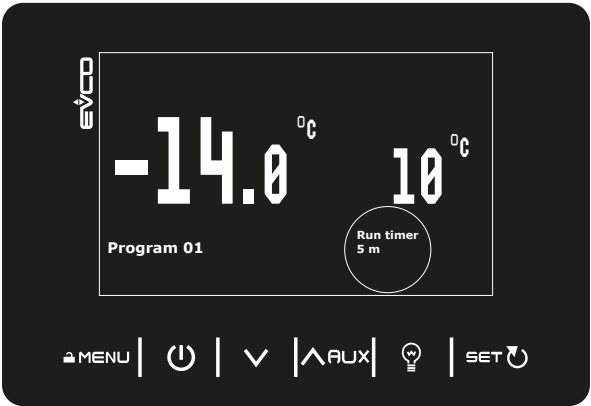 EVCO
-14.0 °C
10 °C
Program 01
Run timer
5 m
MENU
AUX
SET